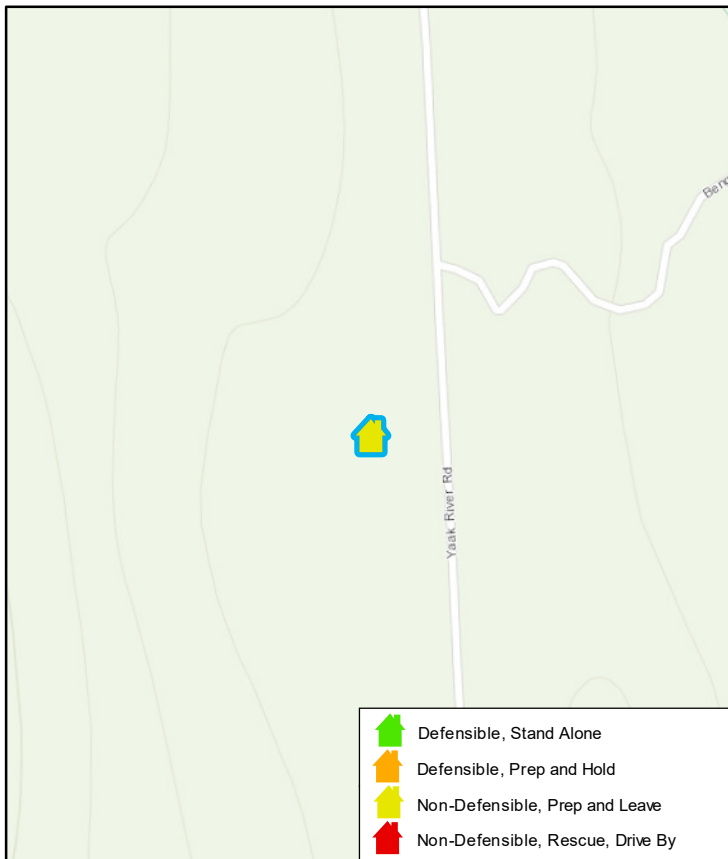 Yaak River Rd
Defensible, Stand Alone
Defensible, Prep and Hold
Non-Defensible, Prep and Leave
Non-Defensible, Rescue, Drive By